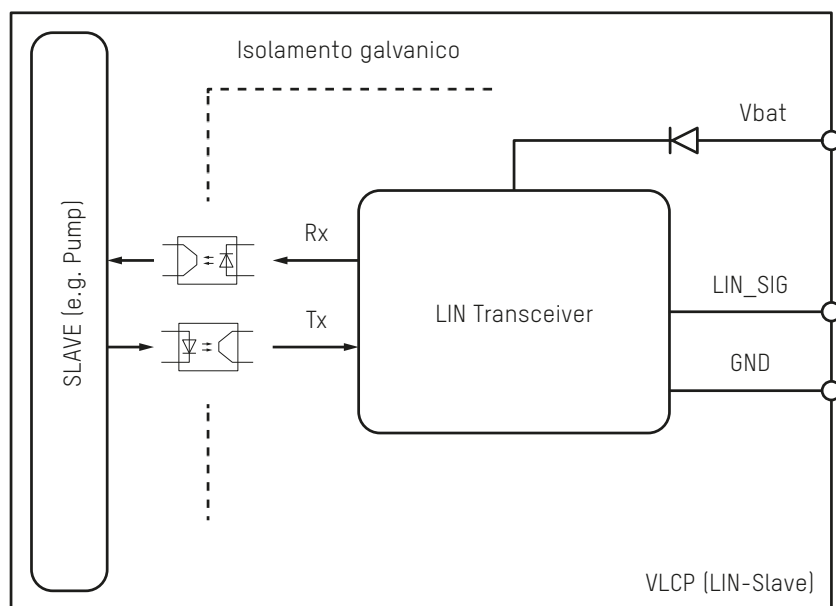 Isolamento galvanico
Vbat
SLAVE (e.g. Pump)
Rx
LIN_SIG
LIN Transceiver
Tx
GND
VLCP (LIN-Slave)